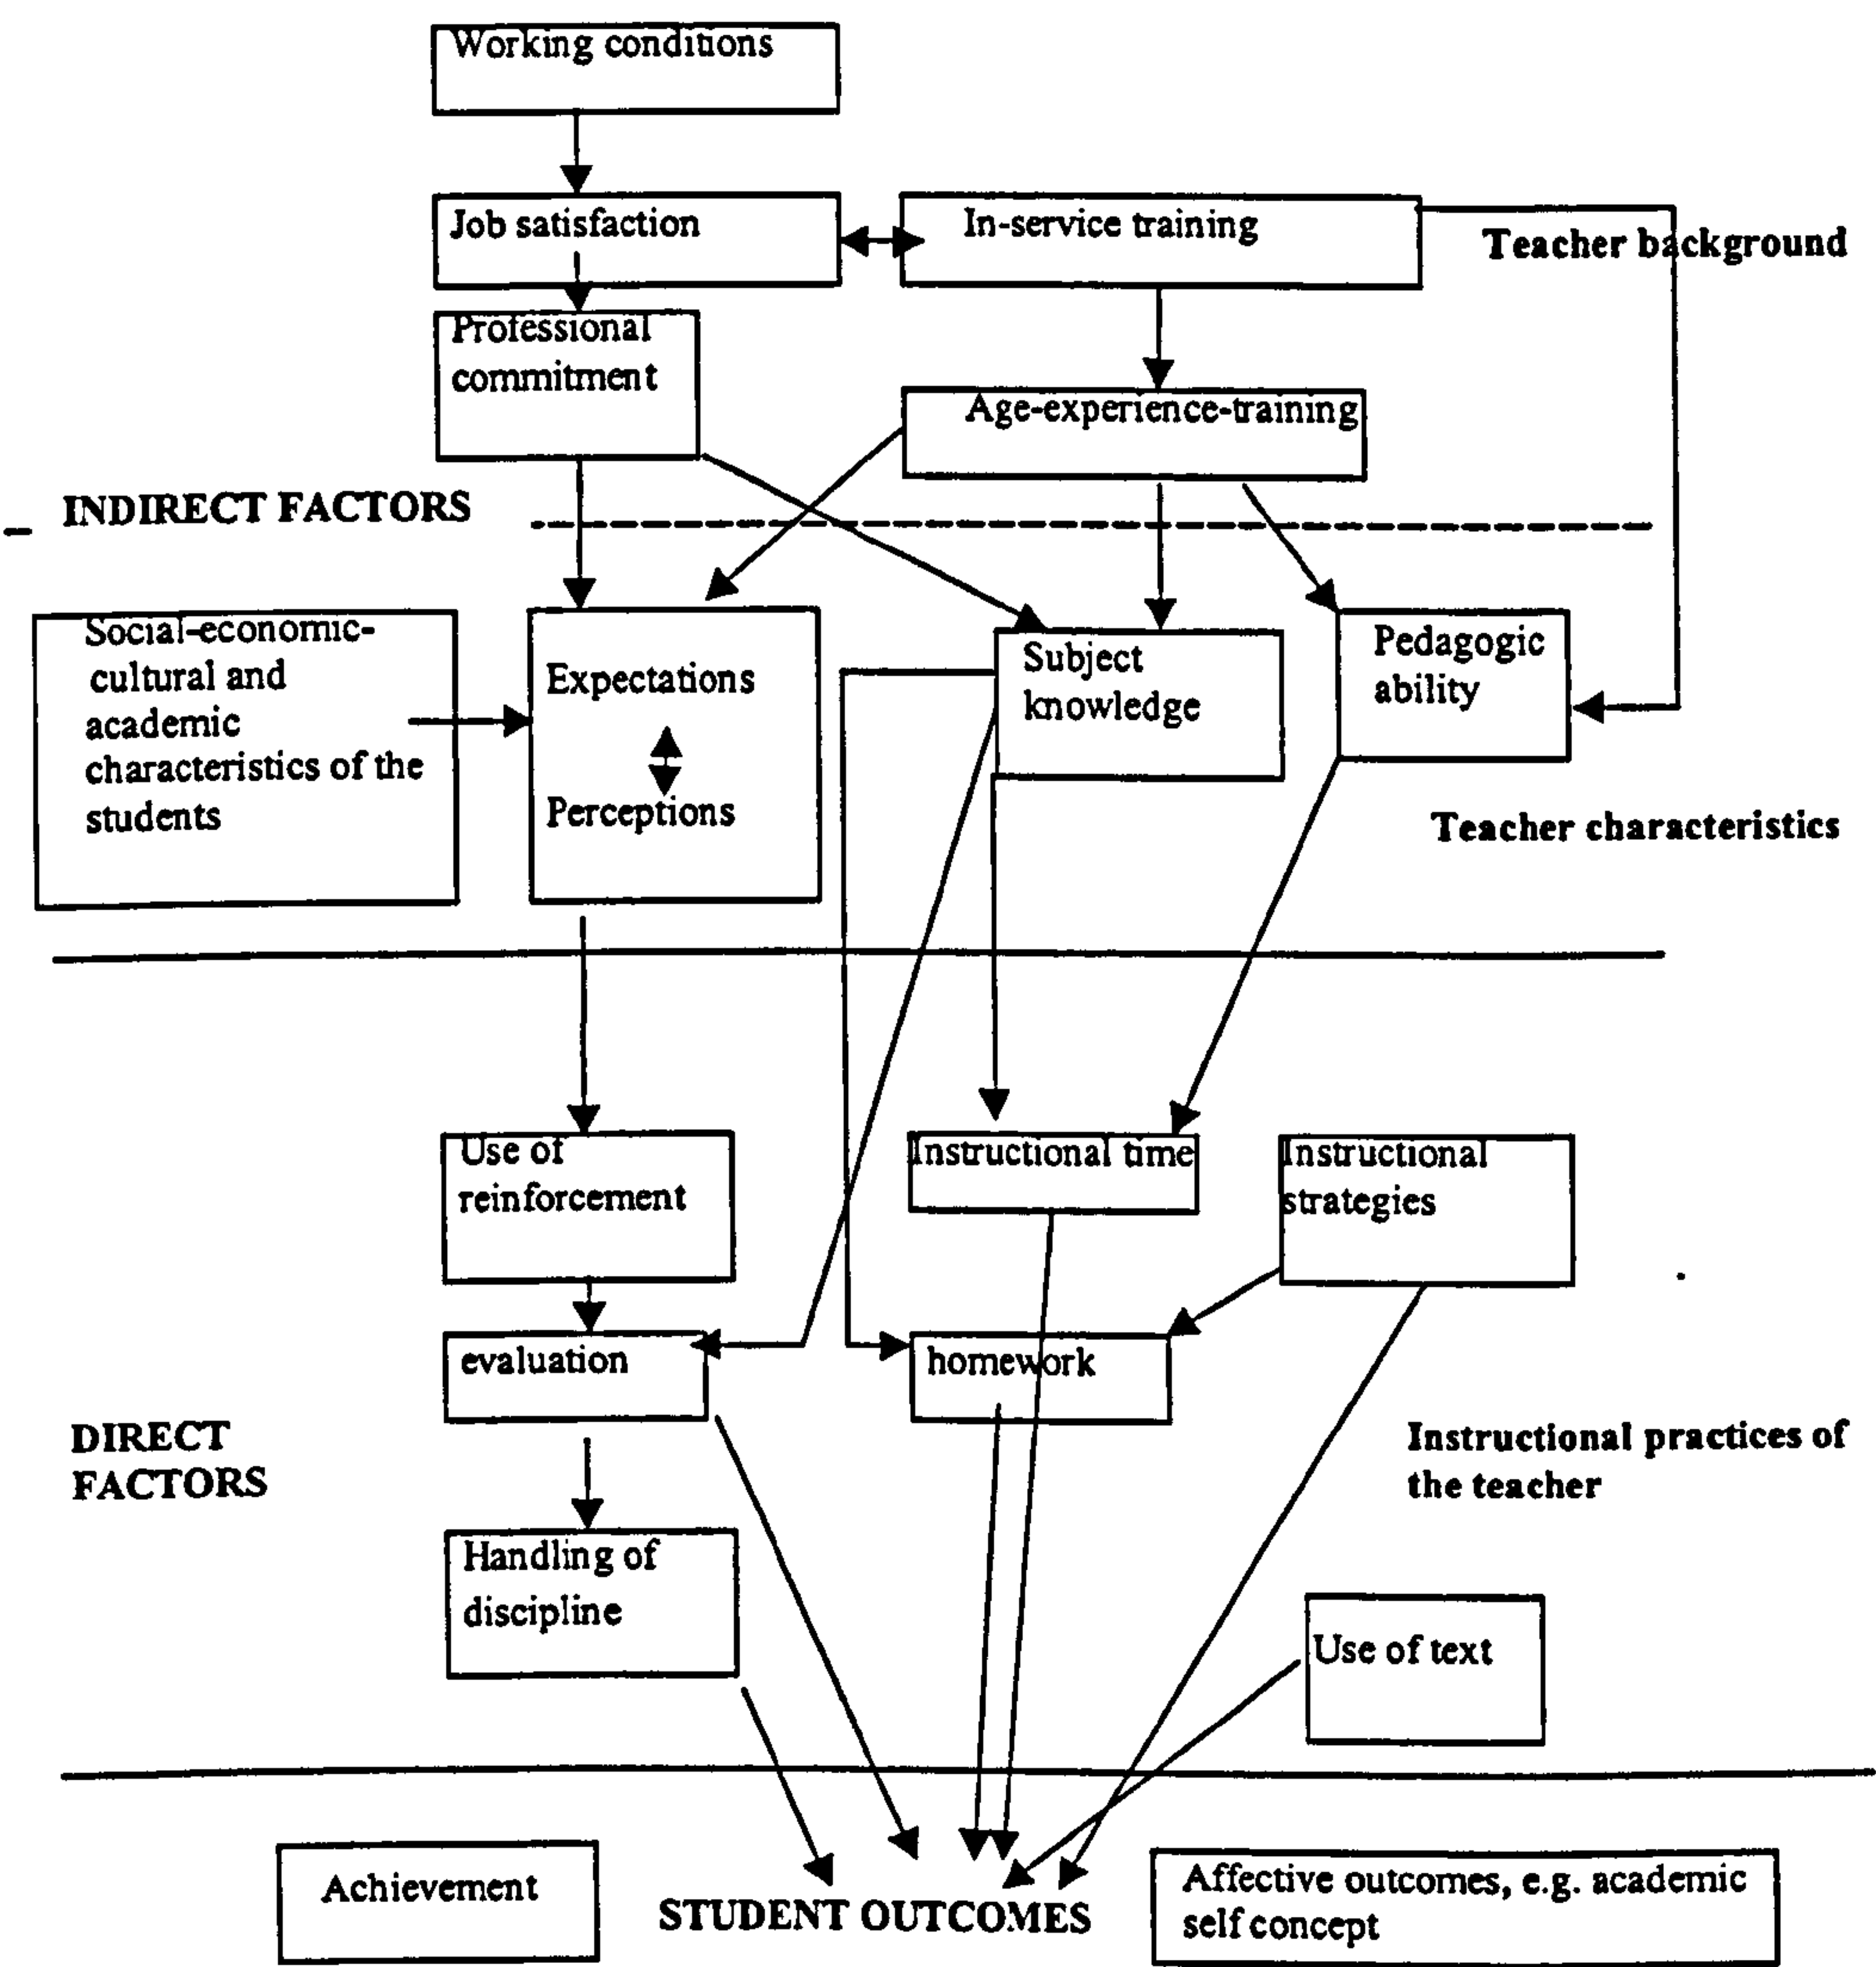 Working conditions
Job satisfaction
In-service training
Teacher background
Professional
commitment
Age-experience-training
INDIRECT FACTORS
Social-economic-
cultural and
academic
characteristics of the
students
Expectations
Perceptions
Subject
knowledge
Pedagogic
ability
Teacher characteristics
Use of
reinforcement
Instructional time
Instructional
strategies
evaluation
homework
DIRECT
FACTORS
Instructional practices of
the teacher
Handling of
discipline
Use of text
Achievement
STUDENT OUTCOMES
Affective outcomes, e.g. academic
self concept